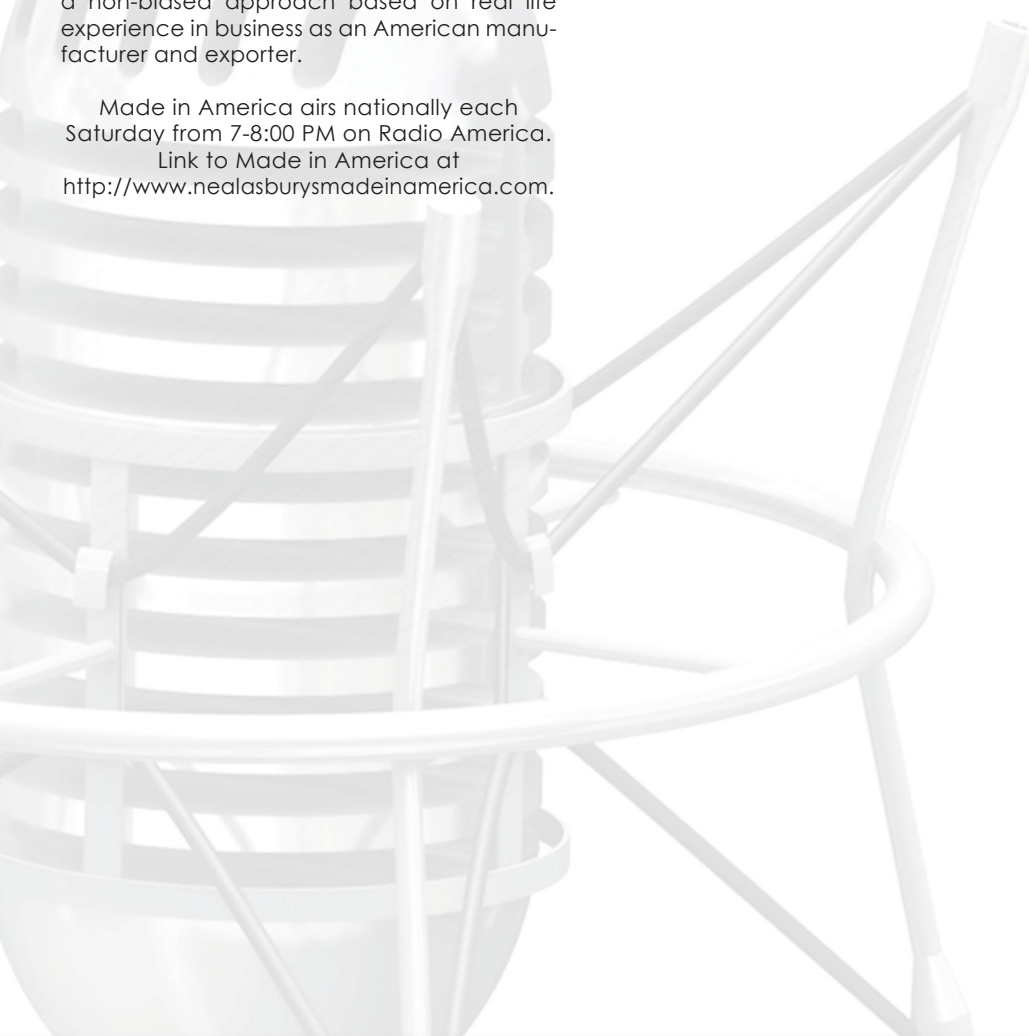 a non-biased approach based on real life
experience in business as an American manu-
facturer and exporter.
Made in America airs nationally each
Saturday from 7-8:00 PM on Radio America.
Link to Made in America at
http://www.nealasburysmadeinamerica.com.